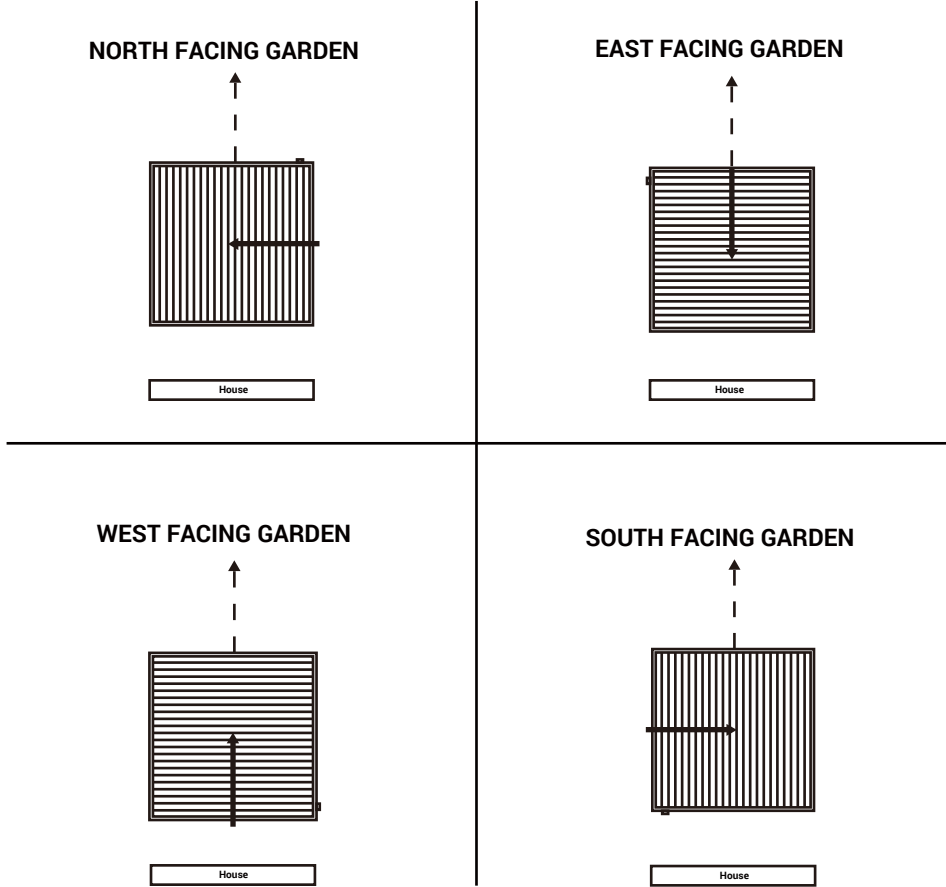 NORTH FACING GARDEN
EAST FACING GARDEN
House
House
WEST FACING GARDEN
SOUTH FACING GARDEN
House
House